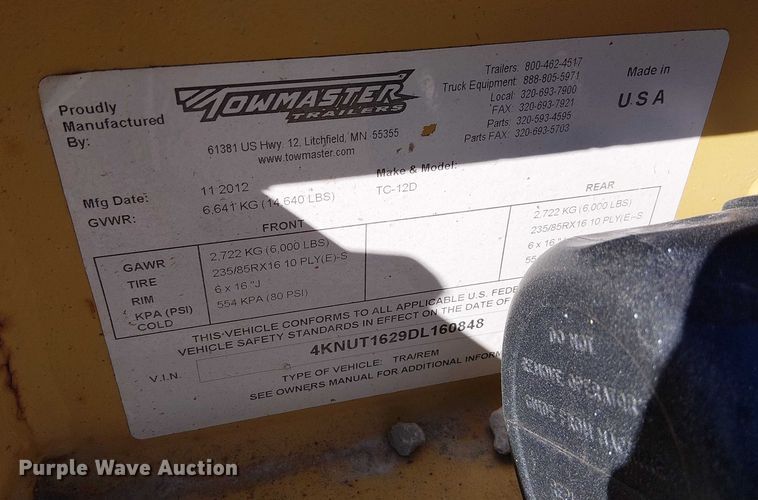 Proudly
Manufactured
By:
TOWMASTER
TRAILERS
61381 US Hwy. 12, Litchfield, MN 55355
www.towmaster.com
Trailers: 800-462-4517
Truck Equipment: 888-805-5971
Local: 320-693-7900
FAX: 320-693-7921
Parts: 320-593-4595
Parts FAX: 320-693-5703
Made in
USA
Mfg Date: 11 2012
Make & Model: TC-12D
GVWR: 6,641 KG (14,640 LBS)
FRONT REAR
GAWR 2,722 KG (6,000 LBS) 2,722 KG (6,000 LBS)
TIRE 235/85RX16 10 PLY(E)-S 235/85RX16 10 PLY(E)-S
RIM 6 x 16 "J 6 x 16 "J
KPA (PSI) 554 KPA (80 PSI)
COLD
THIS VEHICLE CONFORMS TO ALL APPLICABLE U.S.
VEHICLE SAFETY STANDARDS IN EFFECT ON THE DATE OF
V.I.N. 4KNUT1629DL160848
TYPE OF VEHICLE: TRA/REM
SEE OWNERS MANUAL FOR ADDITIONAL
DO NOT
REMOVE
Purple Wave Auction